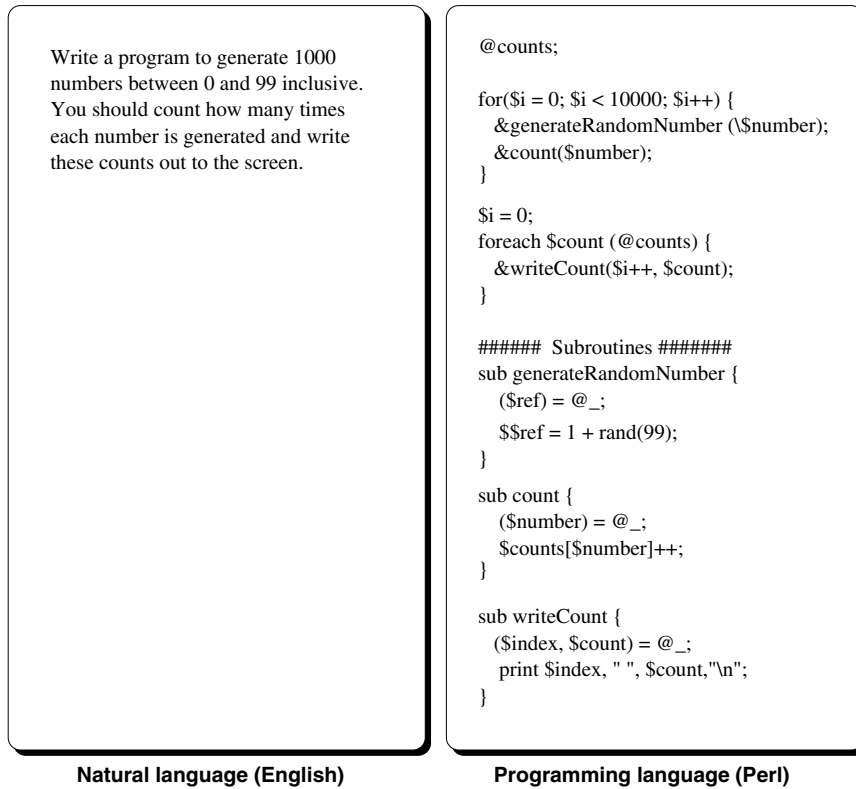 Write a program to generate 1000
numbers between 0 and 99 inclusive.
You should count how many times
each number is generated and write
these counts out to the screen.
Natural language (English)
@counts;
for($i = 0; $i < 10000; $i++) {
&generateRandomNumber (\$number);
&count($number);
}
$i = 0;
foreach $count (@counts) {
&writeCount($i++, $count);
}
###### Subroutines #######
sub generateRandomNumber {
($ref) = @_;
$$ref = 1 + rand(99);
}
sub count {
($number) = @_;
$counts[$number]++;
}
sub writeCount {
($index, $count) = @_;
print $index, " ", $count,"\n";
}
Programming language (Perl)